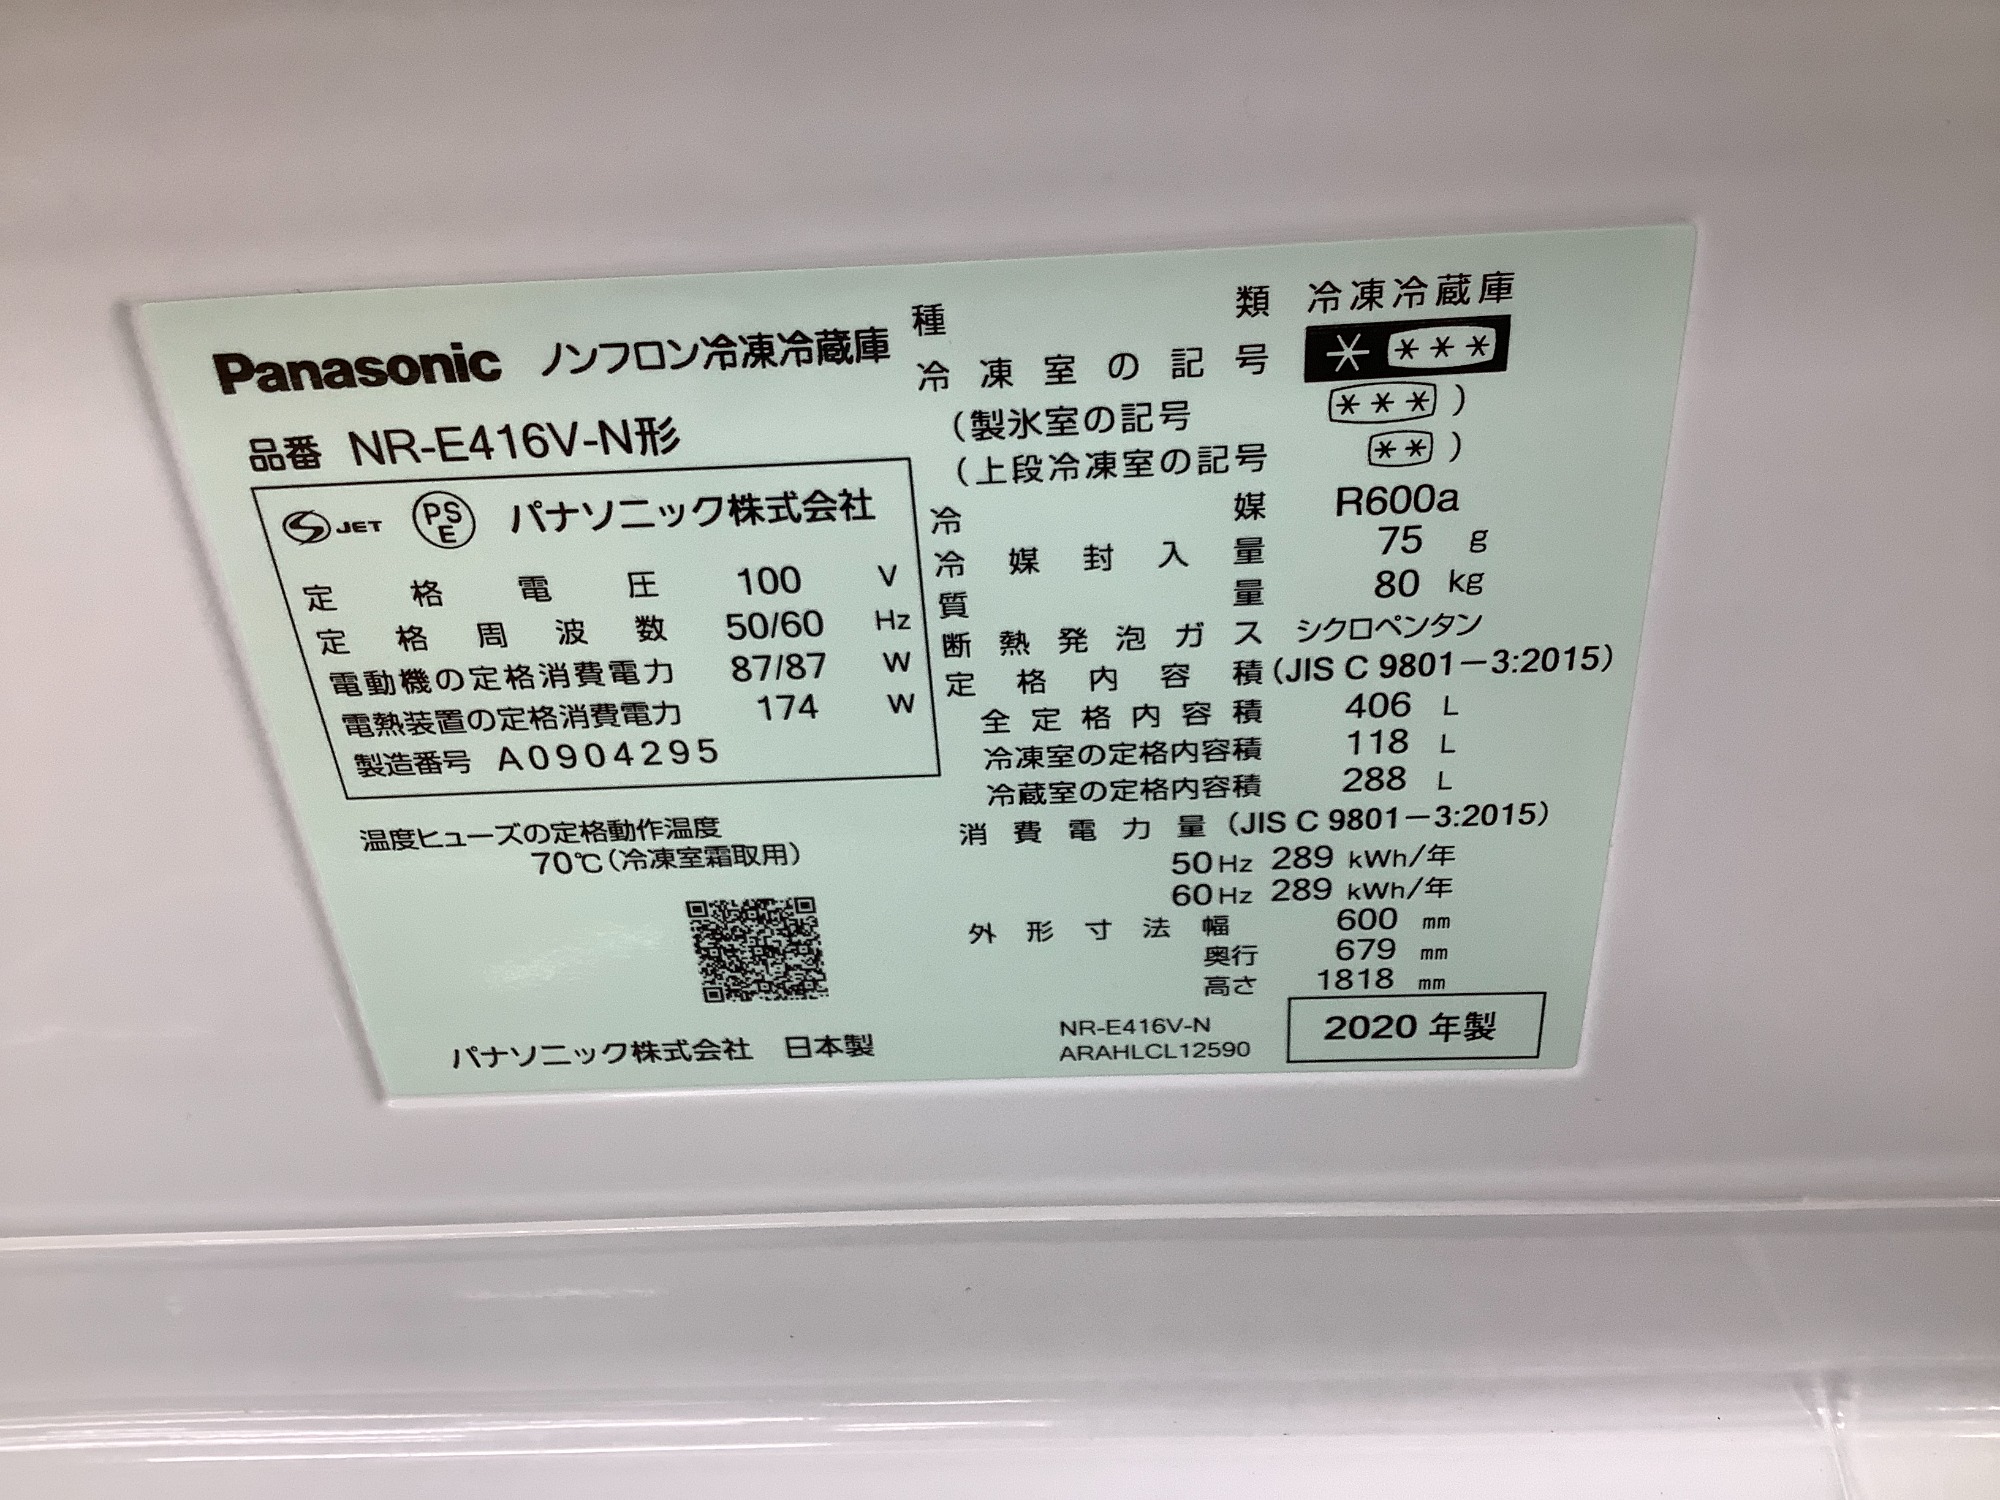 Panasonic ノンフロン冷凍冷蔵庫
品番 NR-E416V-N形
JET PSE パナソニック株式会社
定格電圧 100 V
定格周波数 50/60 Hz
電動機の定格消費電力 87/87 W
電熱装置の定格消費電力 174 W
製造番号 A0904295
温度ヒューズの定格動作温度
70℃(冷凍室霜取用)
パナソニック株式会社 日本製
種類 冷凍冷蔵庫
冷凍室の記号 * ***
(製氷室の記号 ***)
(上段冷凍室の記号 **)
冷媒 R600a
冷媒封入量 75 g
質量 80 kg
断熱発泡ガス シクロペンタン
定格内容積 (JIS C 9801-3:2015)
全定格内容積 406 L
冷凍室の定格内容積 118 L
冷蔵室の定格内容積 288 L
消費電力量 (JIS C 9801-3:2015)
50Hz 289 kWh/年
60Hz 289 kWh/年
外形寸法 幅 600 mm
奥行 679 mm
高さ 1818 mm
NR-E416V-N
ARAHLCL12590
2020年製